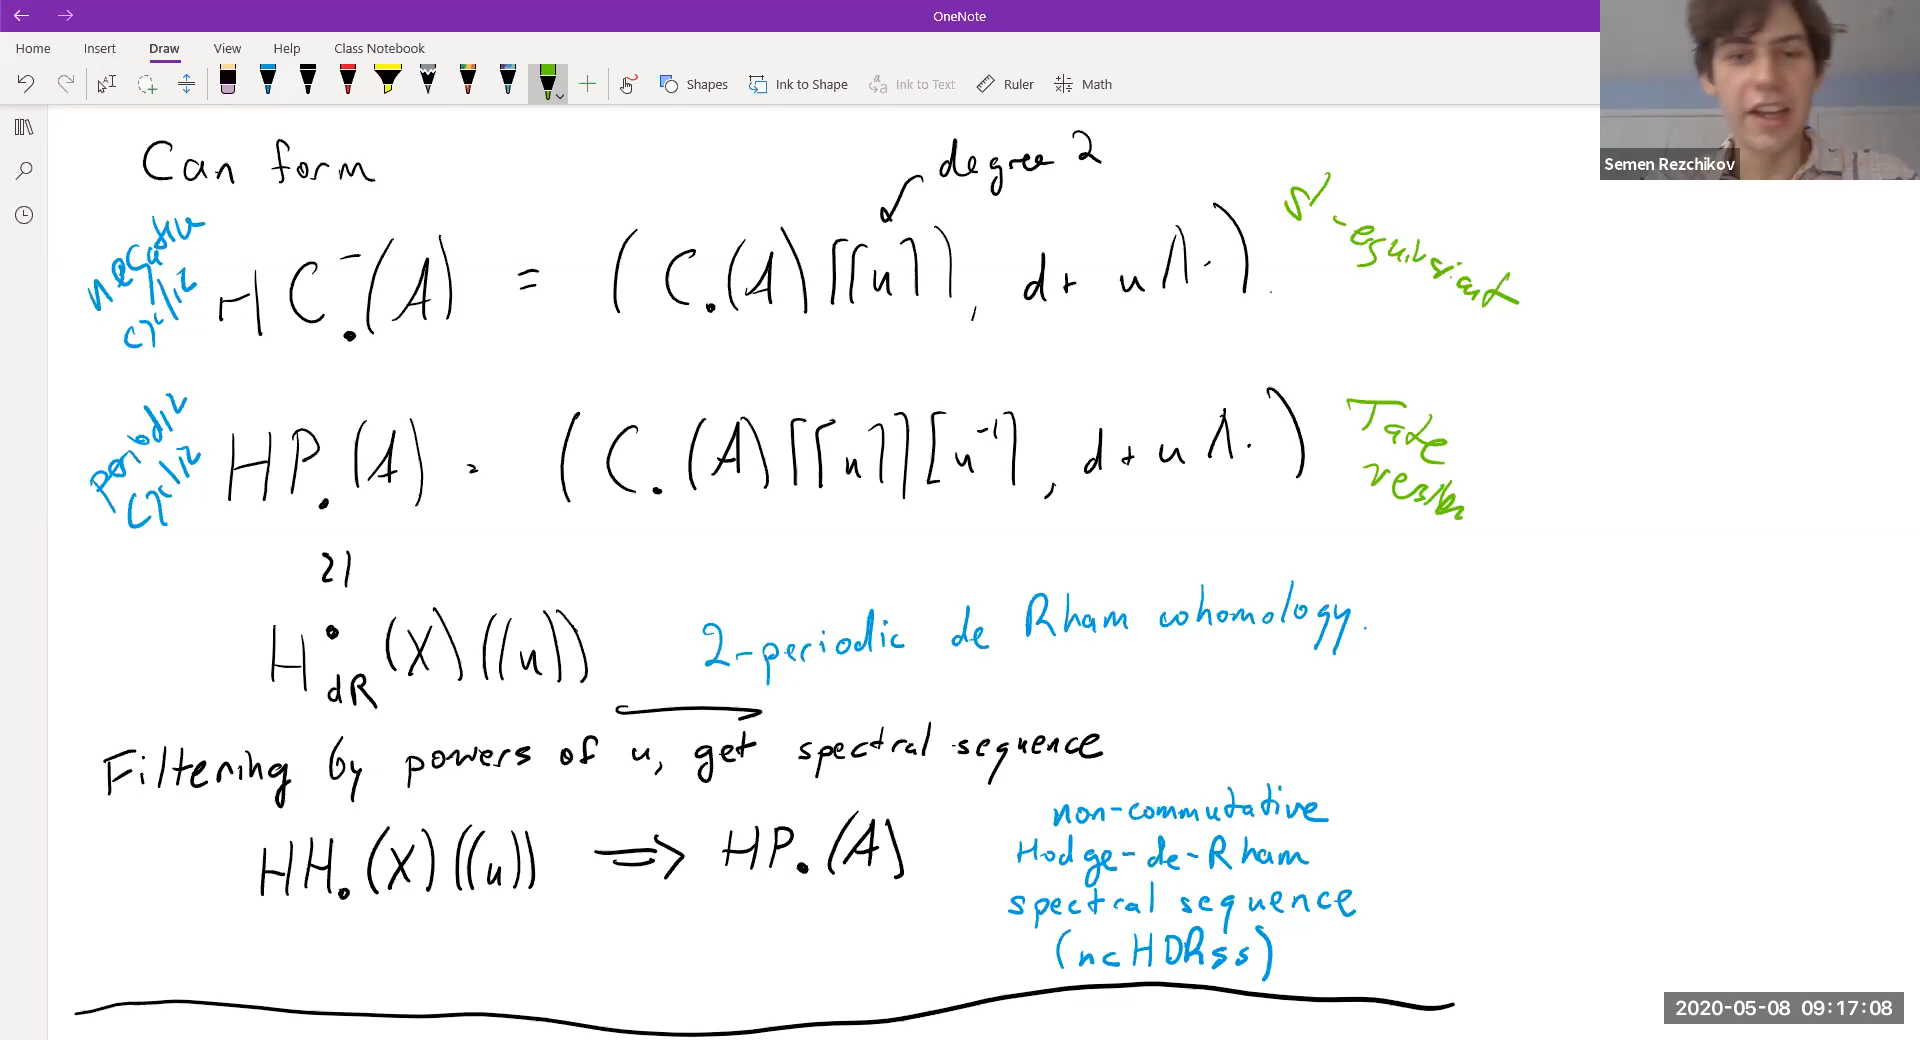 OneNote
Home Insert Draw View Help Class Notebook
Shapes Ink to Shape Ink to Text Ruler Math
Semen Rezchikov
Can form
degree 2
negative
cyclic
HC⁻.(A) = (C.(A)[[u]], d + u Λ·).
S¹-equivariant
periodic
cyclic
HP.(A) = (C.(A)[[u]][u⁻¹], d + u Λ·)
Tate
version
≀|
H•dR(X)((u))
2-periodic de Rham cohomology.
Filtering by powers of u, get spectral sequence
HH.(X)((u)) ⟹ HP.(A)
non-commutative
Hodge-de-Rham
spectral sequence
(ncHDRss)
2020-05-08 09:17:08